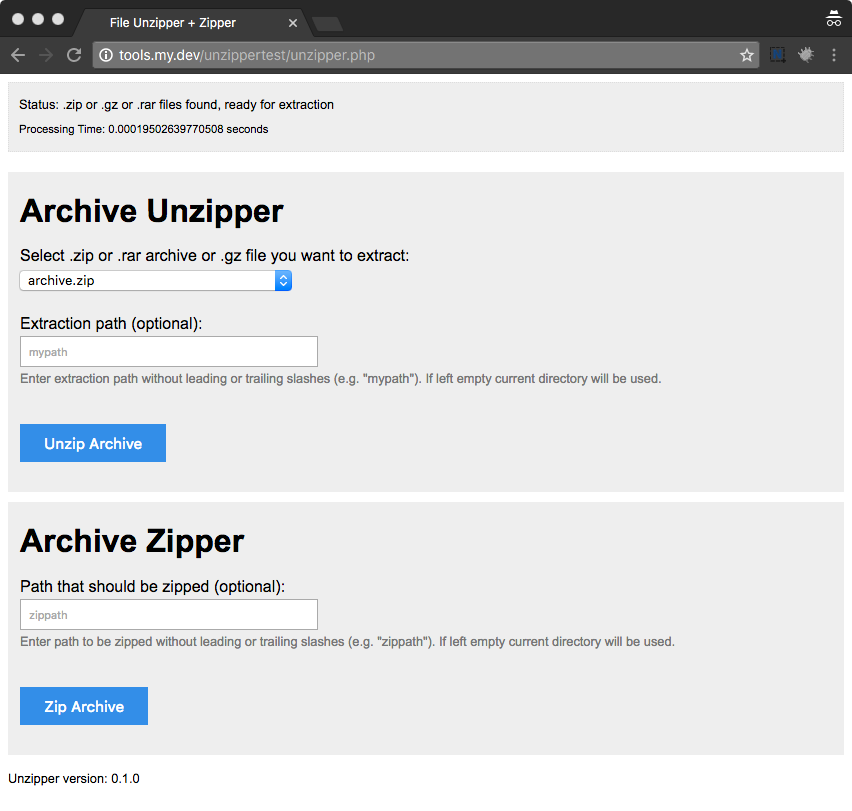 File Unzipper + Zipper
tools.my.dev/unzippertest/unzipper.php
Status: .zip or .gz or .rar files found, ready for extraction
Processing Time: 0.00019502639770508 seconds
Archive Unzipper
Select .zip or .rar archive or .gz file you want to extract:
archive.zip
Extraction path (optional):
mypath
Enter extraction path without leading or trailing slashes (e.g. "mypath"). If left empty current directory will be used.
Unzip Archive
Archive Zipper
Path that should be zipped (optional):
zippath
Enter path to be zipped without leading or trailing slashes (e.g. "zippath"). If left empty current directory will be used.
Zip Archive
Unzipper version: 0.1.0